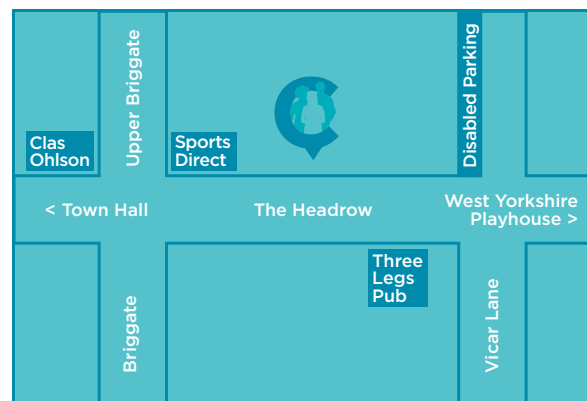 Upper Briggate
Disabled Parking
Clas
Ohlson
Sports
Direct
< Town Hall
The Headrow
West Yorkshire
Playhouse >
Three
Legs
Pub
Briggate
Vicar Lane